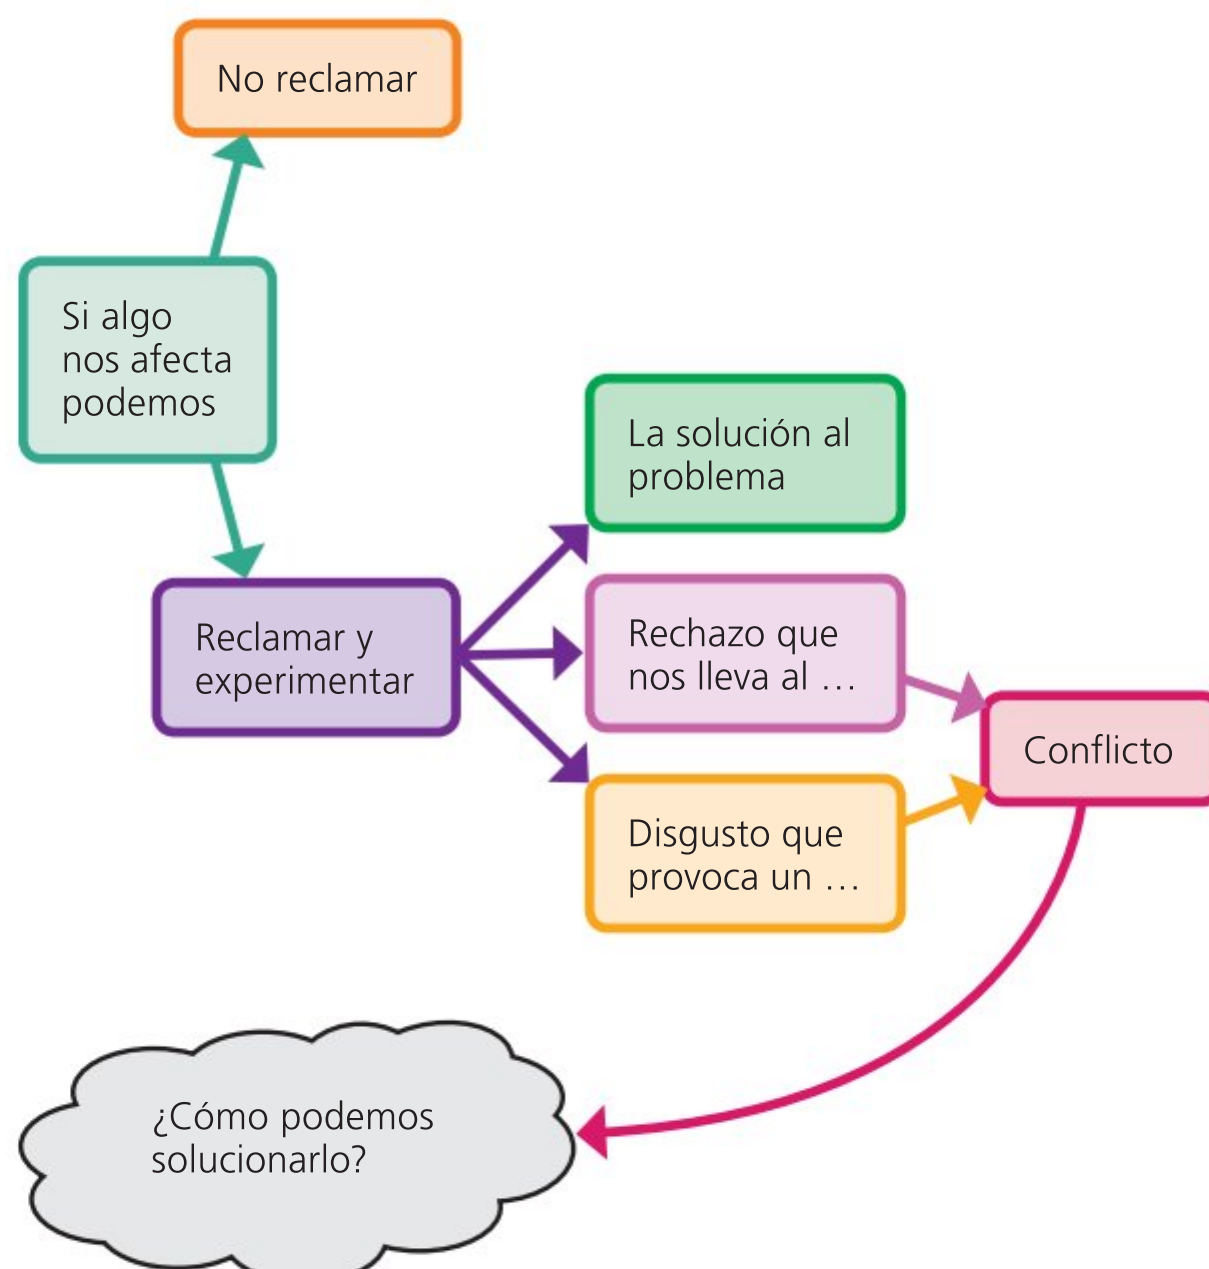 No reclamar
Si algo
nos afecta
podemos
La solución al
problema
Reclamar y
experimentar
Rechazo que
nos lleva al …
Conflicto
Disgusto que
provoca un …
¿Cómo podemos
solucionarlo?